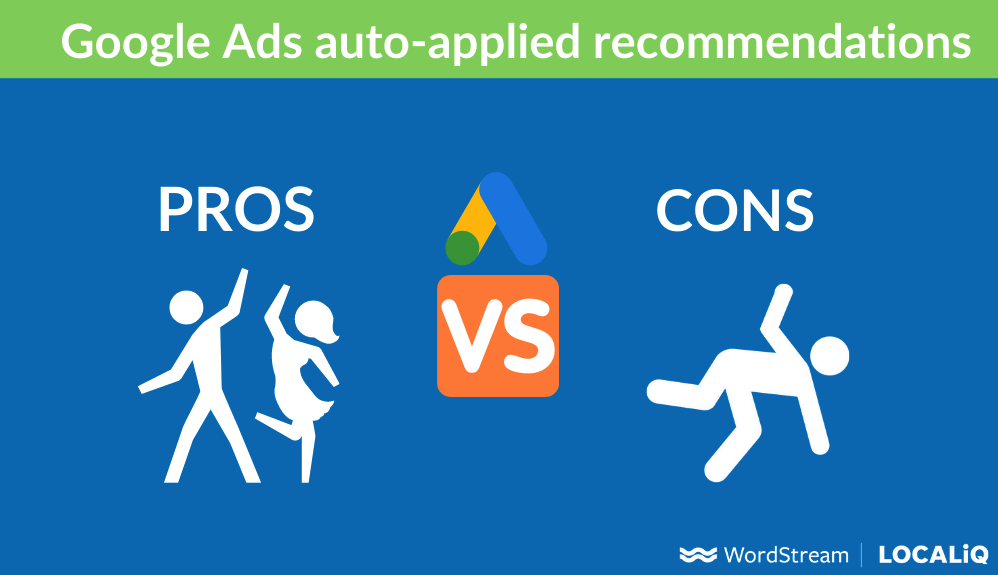 Google Ads auto-applied recommendations
PROS
CONS
VS
WordStream
LOCALiQ